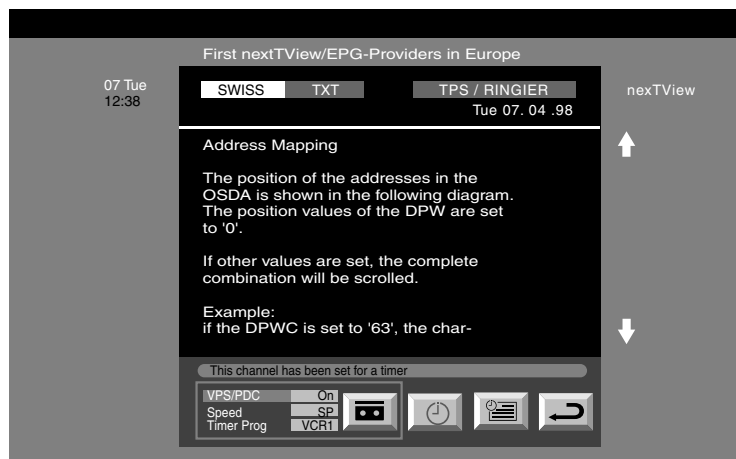 First nextTView/EPG-Providers in Europe
07 Tue
12:38
SWISS TXT TPS / RINGIER
Tue 07. 04 .98
nexTView
Address Mapping
The position of the addresses in the
OSDA is shown in the following diagram.
The position values of the DPW are set
to '0'.
If other values are set, the complete
combination will be scrolled.
Example:
if the DPWC is set to '63', the char-
This channel has been set for a timer
VPS/PDC On
Speed SP
Timer Prog VCR1